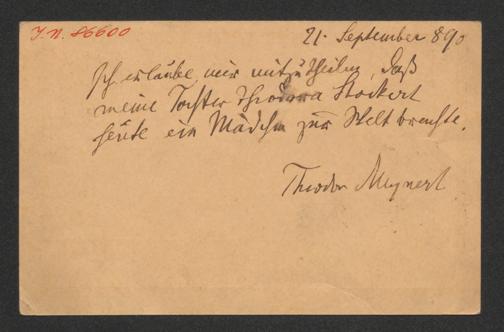 I.N. 86600
21. September 890
Ich erlaube mir mitzutheilen, daß
meine Tochter Theodora Stockert
heute ein Mädchen zur Welt brachte.
Theodor Meynert